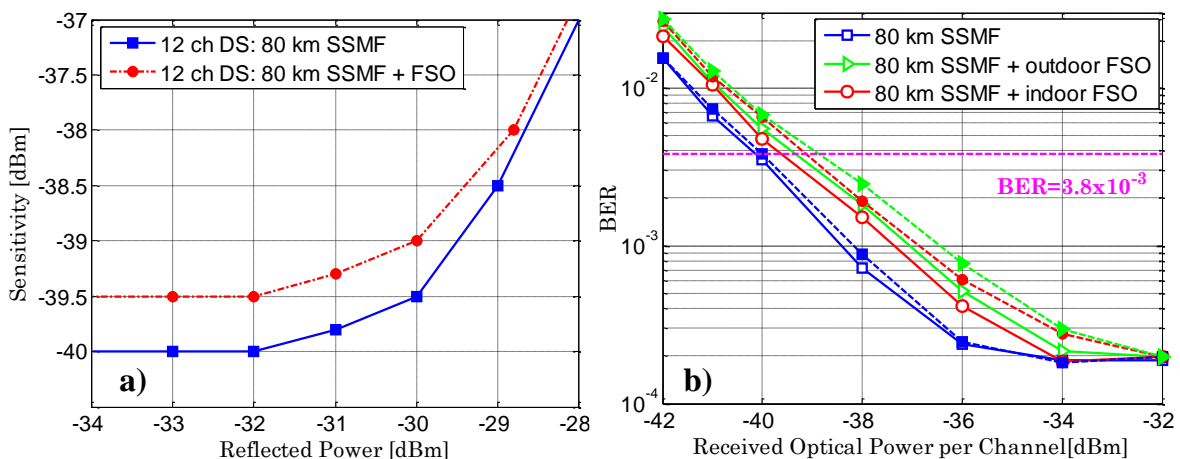 12 ch DS: 80 km SSMF
12 ch DS: 80 km SSMF + FSO
Sensitivity [dBm]
-37
-37.5
-38
-38.5
-39
-39.5
-40
a)
-34 -33 -32 -31 -30 -29 -28
Reflected Power [dBm]
80 km SSMF
80 km SSMF + outdoor FSO
80 km SSMF + indoor FSO
BER
10⁻²
10⁻³
10⁻⁴
BER=3.8x10⁻³
b)
-42 -40 -38 -36 -34 -32
Received Optical Power per Channel[dBm]